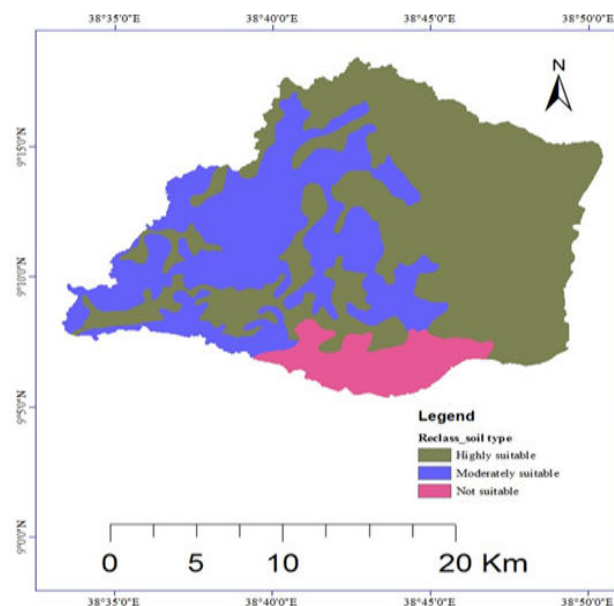 38°35'0"E 38°40'0"E 38°45'0"E 38°50'0"E
N
9°15'0"N
9°10'0"N
9°5'0"N
9°0'0"N
Legend
Reclass_soil type
Highly suitable
Moderately suitable
Not suitable
0 5 10 20 Km
38°35'0"E 38°40'0"E 38°45'0"E 38°50'0"E